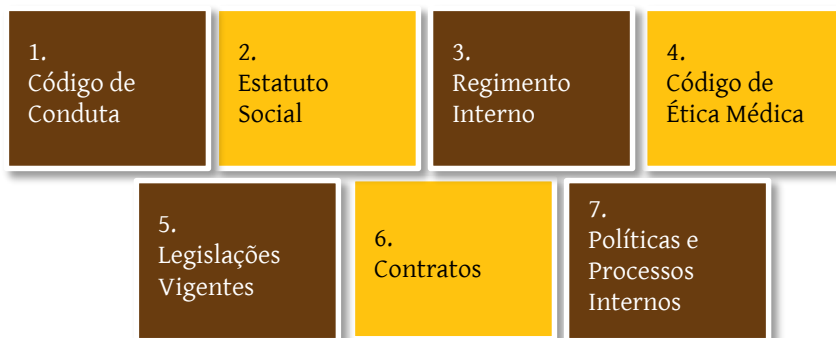 1.
Código de
Conduta
2.
Estatuto
Social
3.
Regimento
Interno
4.
Código de
Ética Médica
5.
Legislações
Vigentes
6.
Contratos
7.
Políticas e
Processos
Internos